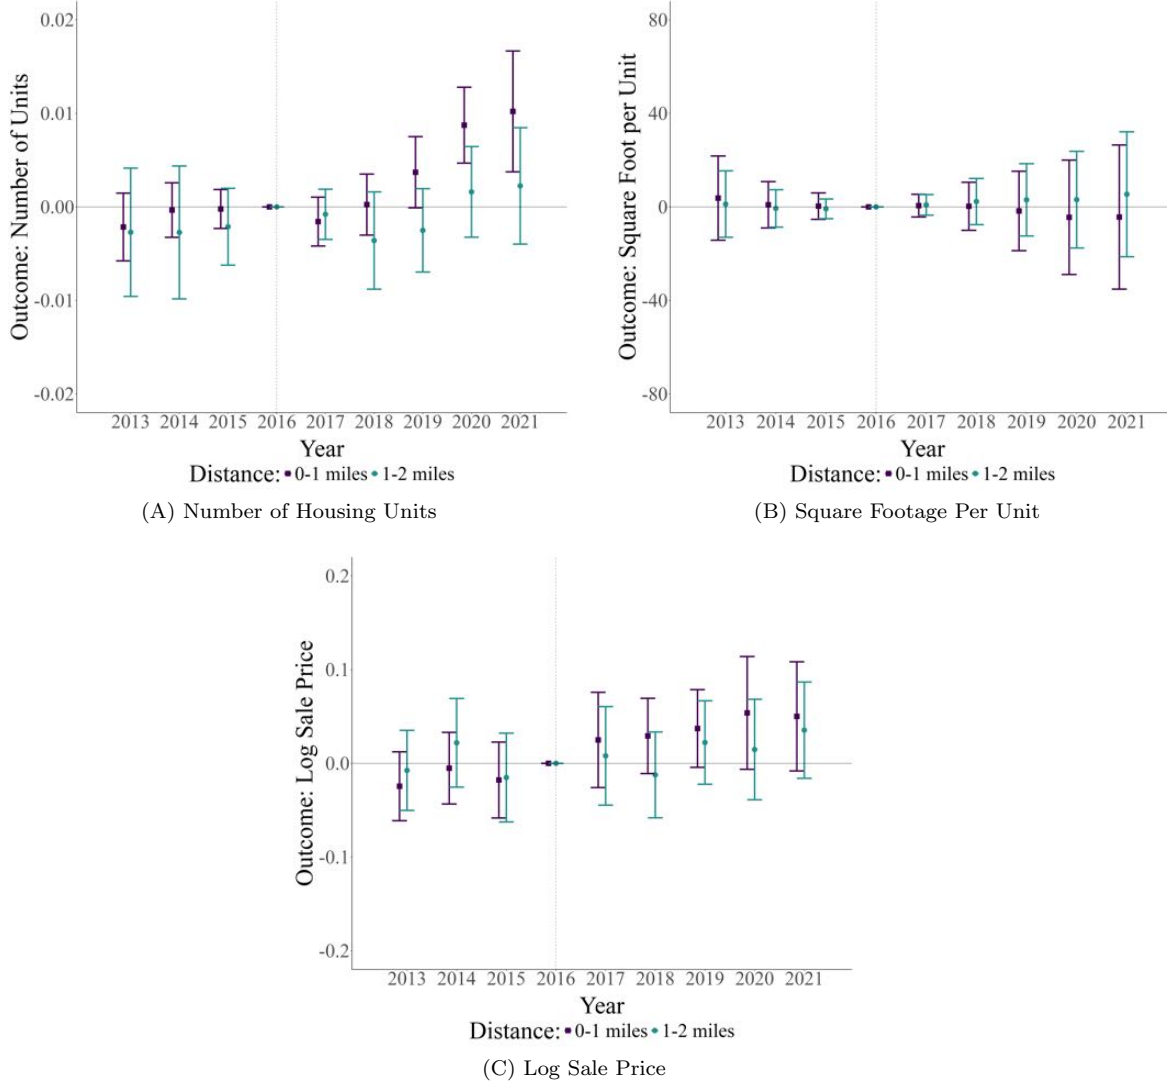 Outcome: Number of Units
0.02
0.01
0.00
-0.01
-0.02
2013 2014 2015 2016 2017 2018 2019 2020 2021
Year
Distance: 0-1 miles 1-2 miles
(A) Number of Housing Units
Outcome: Square Foot per Unit
80
40
0
-40
-80
2013 2014 2015 2016 2017 2018 2019 2020 2021
Year
Distance: 0-1 miles 1-2 miles
(B) Square Footage Per Unit
Outcome: Log Sale Price
0.2
0.1
0.0
-0.1
-0.2
2013 2014 2015 2016 2017 2018 2019 2020 2021
Year
Distance: 0-1 miles 1-2 miles
(C) Log Sale Price